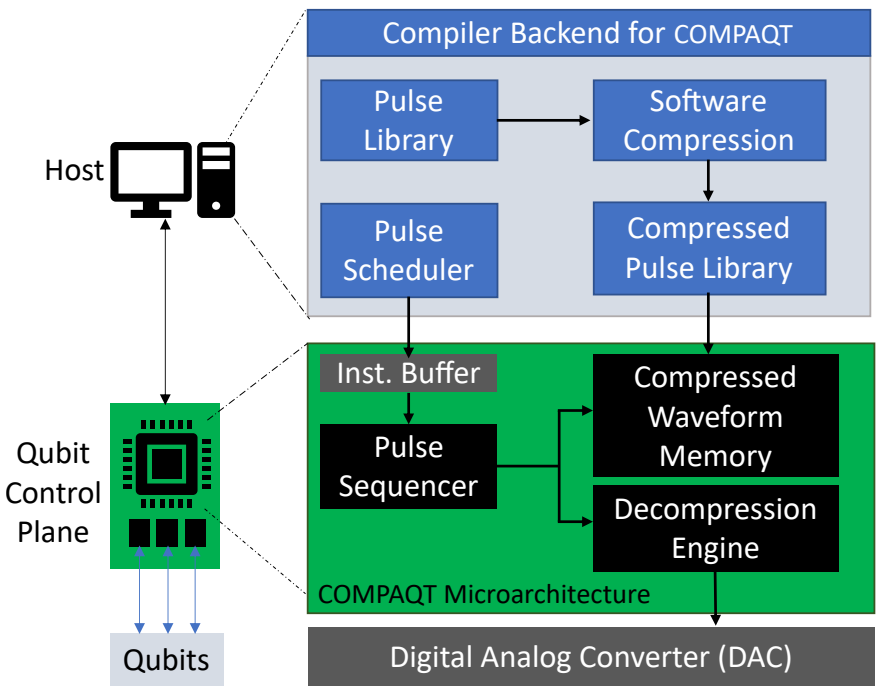 Compiler Backend for COMPAQT
Pulse
Library
Software
Compression
Host
Pulse
Scheduler
Compressed
Pulse Library
Inst. Buffer
Compressed
Waveform
Memory
Qubit
Control
Plane
Pulse
Sequencer
Decompression
Engine
COMPAQT Microarchitecture
Qubits
Digital Analog Converter (DAC)